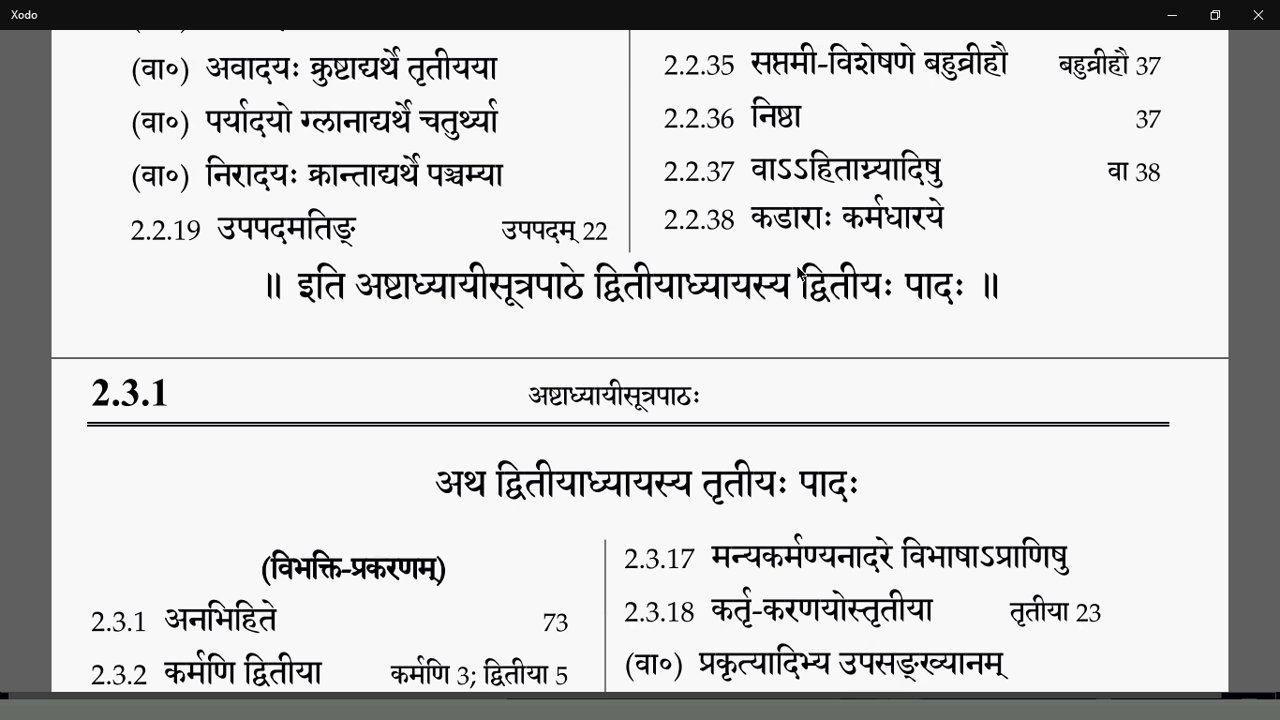 Xodo
(वा०) अवादयः क्रुष्टाद्यर्थे तृतीयया
(वा०) पर्यादयो ग्लानाद्यर्थे चतुर्थ्या
(वा०) निरादयः क्रान्ताद्यर्थे पञ्चम्या
2.2.19 उपपदमतिङ् उपपदम् 22
2.2.35 सप्तमी-विशेषणे बहुव्रीहौ बहुव्रीहौ 37
2.2.36 निष्ठा 37
2.2.37 वाऽऽहिताग्न्यादिषु वा 38
2.2.38 कडाराः कर्मधारये
॥ इति अष्टाध्यायीसूत्रपाठे द्वितीयाध्यायस्य द्वितीयः पादः ॥
2.3.1 अष्टाध्यायीसूत्रपाठः
अथ द्वितीयाध्यायस्य तृतीयः पादः
(विभक्ति-प्रकरणम्)
2.3.1 अनभिहिते 73
2.3.2 कर्मणि द्वितीया कर्मणि 3; द्वितीया 5
2.3.17 मन्यकर्मण्यनादरे विभाषाऽप्राणिषु
2.3.18 कर्तृ-करणयोस्तृतीया तृतीया 23
(वा०) प्रकृत्यादिभ्य उपसङ्ख्यानम्